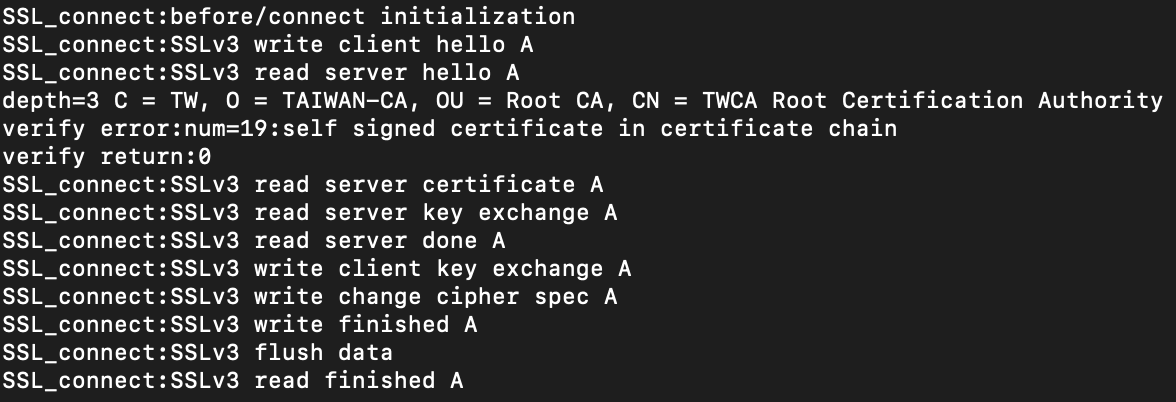 SSL_connect:before/connect initialization
SSL_connect:SSLv3 write client hello A
SSL_connect:SSLv3 read server hello A
depth=3 C = TW, O = TAIWAN-CA, OU = Root CA, CN = TWCA Root Certification Authority
verify error:num=19:self signed certificate in certificate chain
verify return:0
SSL_connect:SSLv3 read server certificate A
SSL_connect:SSLv3 read server key exchange A
SSL_connect:SSLv3 read server done A
SSL_connect:SSLv3 write client key exchange A
SSL_connect:SSLv3 write change cipher spec A
SSL_connect:SSLv3 write finished A
SSL_connect:SSLv3 flush data
SSL_connect:SSLv3 read finished A